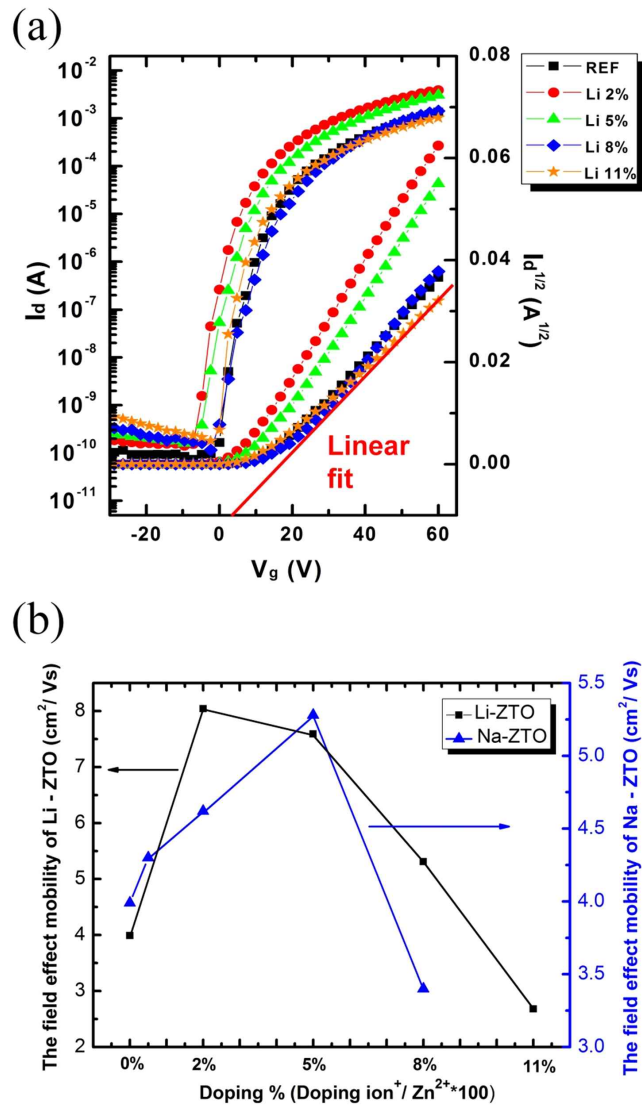 (a)
10⁻²
10⁻³
10⁻⁴
10⁻⁵
10⁻⁶
10⁻⁷
10⁻⁸
10⁻⁹
10⁻¹⁰
10⁻¹¹
I_d (A)
-20 0 20 40 60
V_g (V)
0.08
0.06
0.04
0.02
0.00
I_d^1/2 (A^1/2)
REF
Li 2%
Li 5%
Li 8%
Li 11%
Linear
fit
(b)
The field effect mobility of Li - ZTO (cm²/ Vs)
8
7
6
5
4
3
2
Li-ZTO
Na-ZTO
5.5
5.0
4.5
4.0
3.5
3.0
The field effect mobility of Na - ZTO (cm²/ Vs)
0% 2% 5% 8% 11%
Doping % (Doping ion⁺/ Zn²⁺*100)